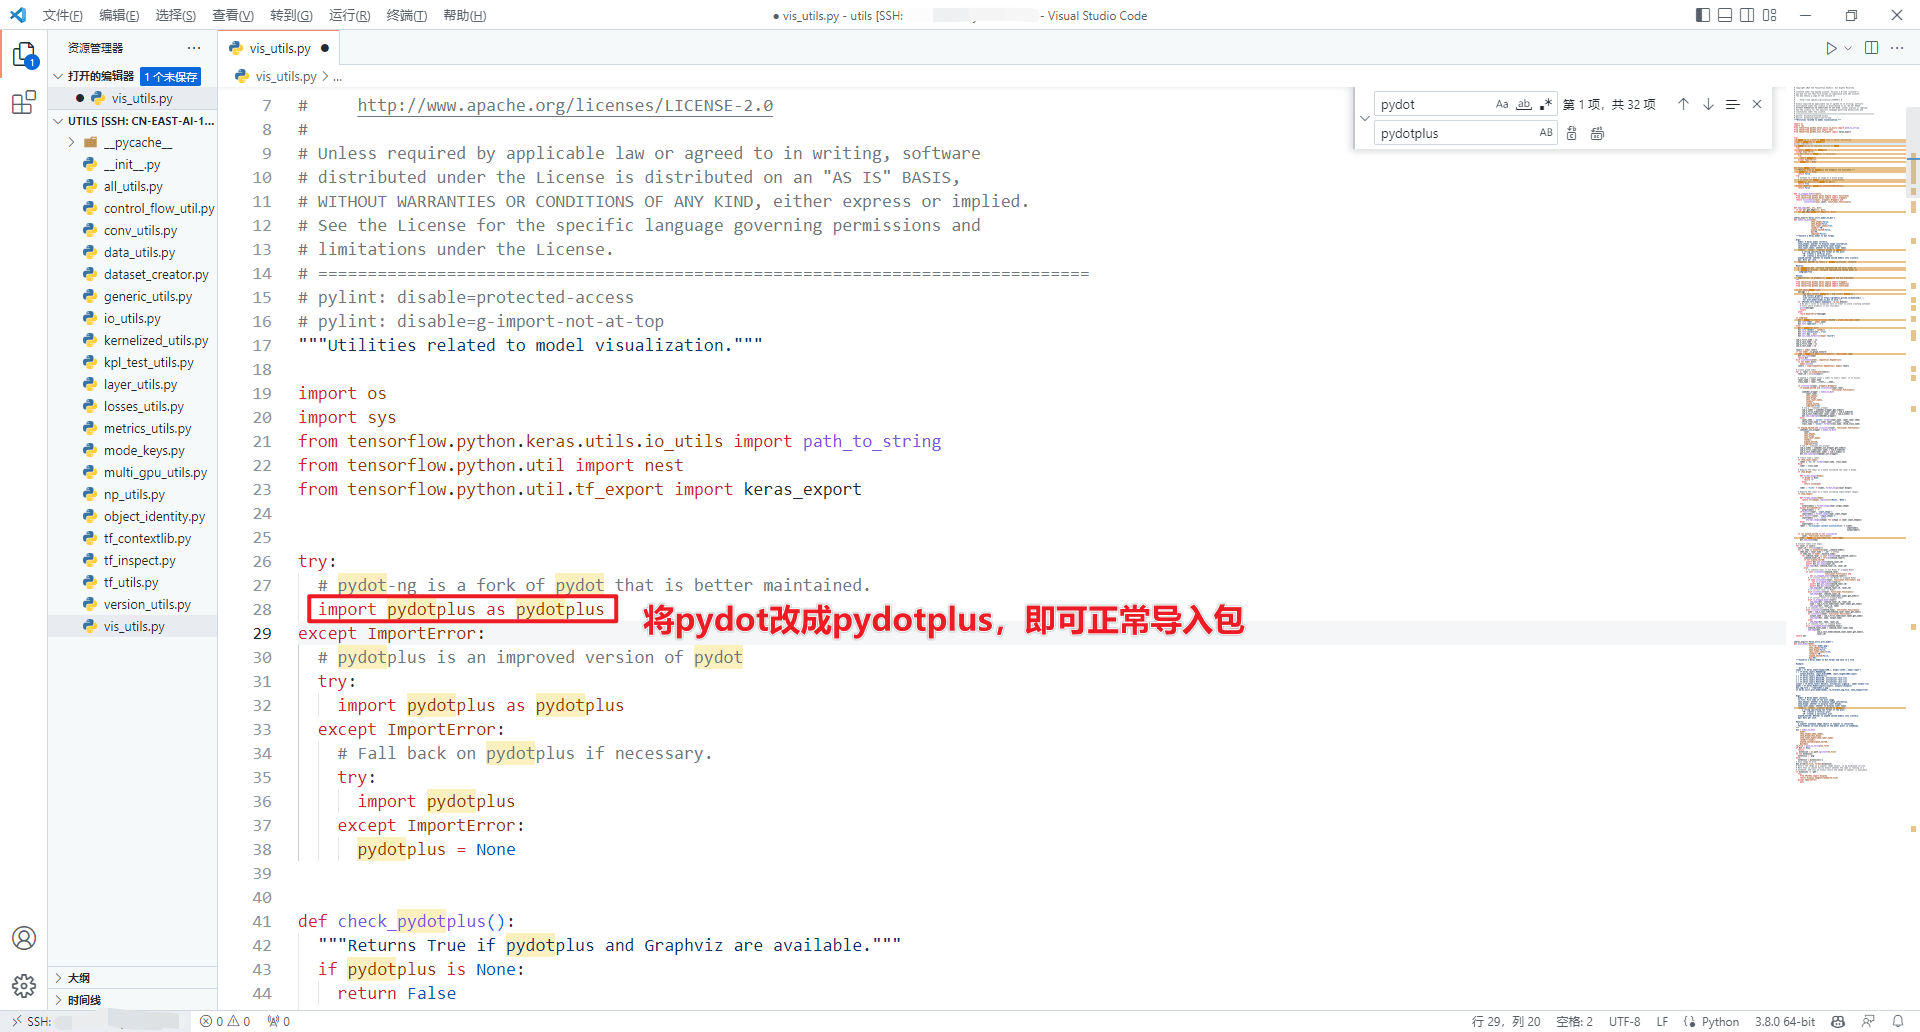 文件(F) 编辑(E) 选择(S) 查看(V) 转到(G) 运行(R) 终端(T) 帮助(H)
● vis_utils.py - utils [SSH: - Visual Studio Code
资源管理器 ···
打开的编辑器 1 个未保存
● vis_utils.py
UTILS [SSH: CN-EAST-AI-1...
__pycache__
__init__.py
all_utils.py
control_flow_util.py
conv_utils.py
data_utils.py
dataset_creator.py
generic_utils.py
io_utils.py
kernelized_utils.py
kpl_test_utils.py
layer_utils.py
losses_utils.py
metrics_utils.py
mode_keys.py
multi_gpu_utils.py
np_utils.py
object_identity.py
tf_contextlib.py
tf_inspect.py
tf_utils.py
version_utils.py
vis_utils.py
大纲
时间线
1
vis_utils.py ●
vis_utils.py > ...
pydot Aa ab .* 第 1 项，共 32 项
pydotplus AB
7 #     http://www.apache.org/licenses/LICENSE-2.0
8 #
9 # Unless required by applicable law or agreed to in writing, software
10 # distributed under the License is distributed on an "AS IS" BASIS,
11 # WITHOUT WARRANTIES OR CONDITIONS OF ANY KIND, either express or implied.
12 # See the License for the specific language governing permissions and
13 # limitations under the License.
14 # ==============================================================================
15 # pylint: disable=protected-access
16 # pylint: disable=g-import-not-at-top
17 """Utilities related to model visualization."""
18
19 import os
20 import sys
21 from tensorflow.python.keras.utils.io_utils import path_to_string
22 from tensorflow.python.util import nest
23 from tensorflow.python.util.tf_export import keras_export
24
25
26 try:
27   # pydot-ng is a fork of pydot that is better maintained.
28   import pydotplus as pydotplus
将pydot改成pydotplus，即可正常导入包
29 except ImportError:
30   # pydotplus is an improved version of pydot
31   try:
32     import pydotplus as pydotplus
33   except ImportError:
34     # Fall back on pydotplus if necessary.
35     try:
36       import pydotplus
37     except ImportError:
38       pydotplus = None
39
40
41 def check_pydotplus():
42   """Returns True if pydotplus and Graphviz are available."""
43   if pydotplus is None:
44     return False
SSH: 0 0 0 行 29，列 20 空格: 2 UTF-8 LF Python 3.8.0 64-bit